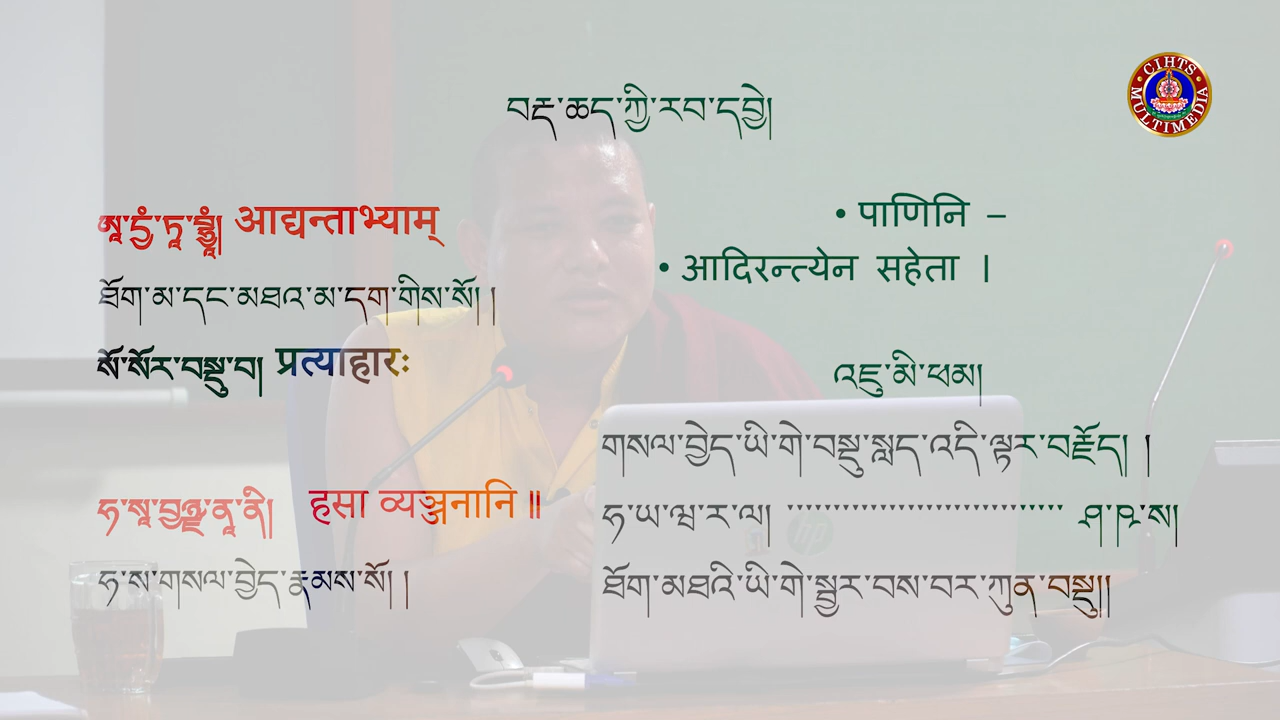 བརྡ་ཆད་ཀྱི་རབ་དབྱེ།
CIHTS MULTIMEDIA
आद्यन्ताभ्याम्
ཐོག་མ་དང་མཐའ་མ་དག་གིས་སོ། །
སོ་སོར་བསྡུ་བ། प्रत्याहारः
हसा व्यञ्जनानि ॥
ཧ་ས་གསལ་བྱེད་རྣམས་སོ། །
• पाणिनि –
• आदिरन्त्येन सहेता ।
འཇུ་མི་ཕམ།
གསལ་བྱེད་ཡི་གེ་བསྡུ་སླད་འདི་ལྟར་བརྗོད། །
ཧ་ཡ་ཝ་ར་ལ། ······························ ཤ་ཥ་ས།
ཐོག་མཐའི་ཡི་གེ་སྦྱར་བས་བར་ཀུན་བསྡུ།།